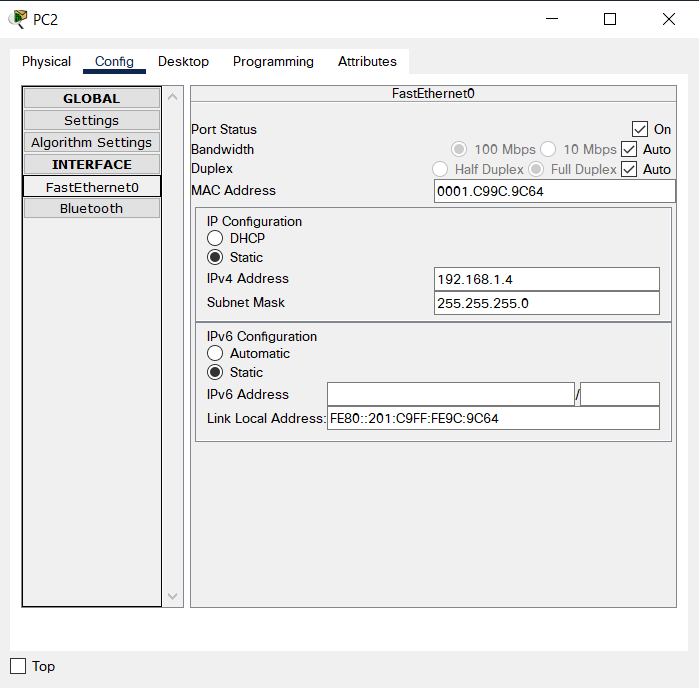 PC2
Physical Config Desktop Programming Attributes
GLOBAL
Settings
Algorithm Settings
INTERFACE
FastEthernet0
Bluetooth
FastEthernet0
Port Status On
Bandwidth 100 Mbps 10 Mbps Auto
Duplex Half Duplex Full Duplex Auto
MAC Address 0001.C99C.9C64
IP Configuration
DHCP
Static
IPv4 Address 192.168.1.4
Subnet Mask 255.255.255.0
IPv6 Configuration
Automatic
Static
IPv6 Address /
Link Local Address: FE80::201:C9FF:FE9C:9C64
Top